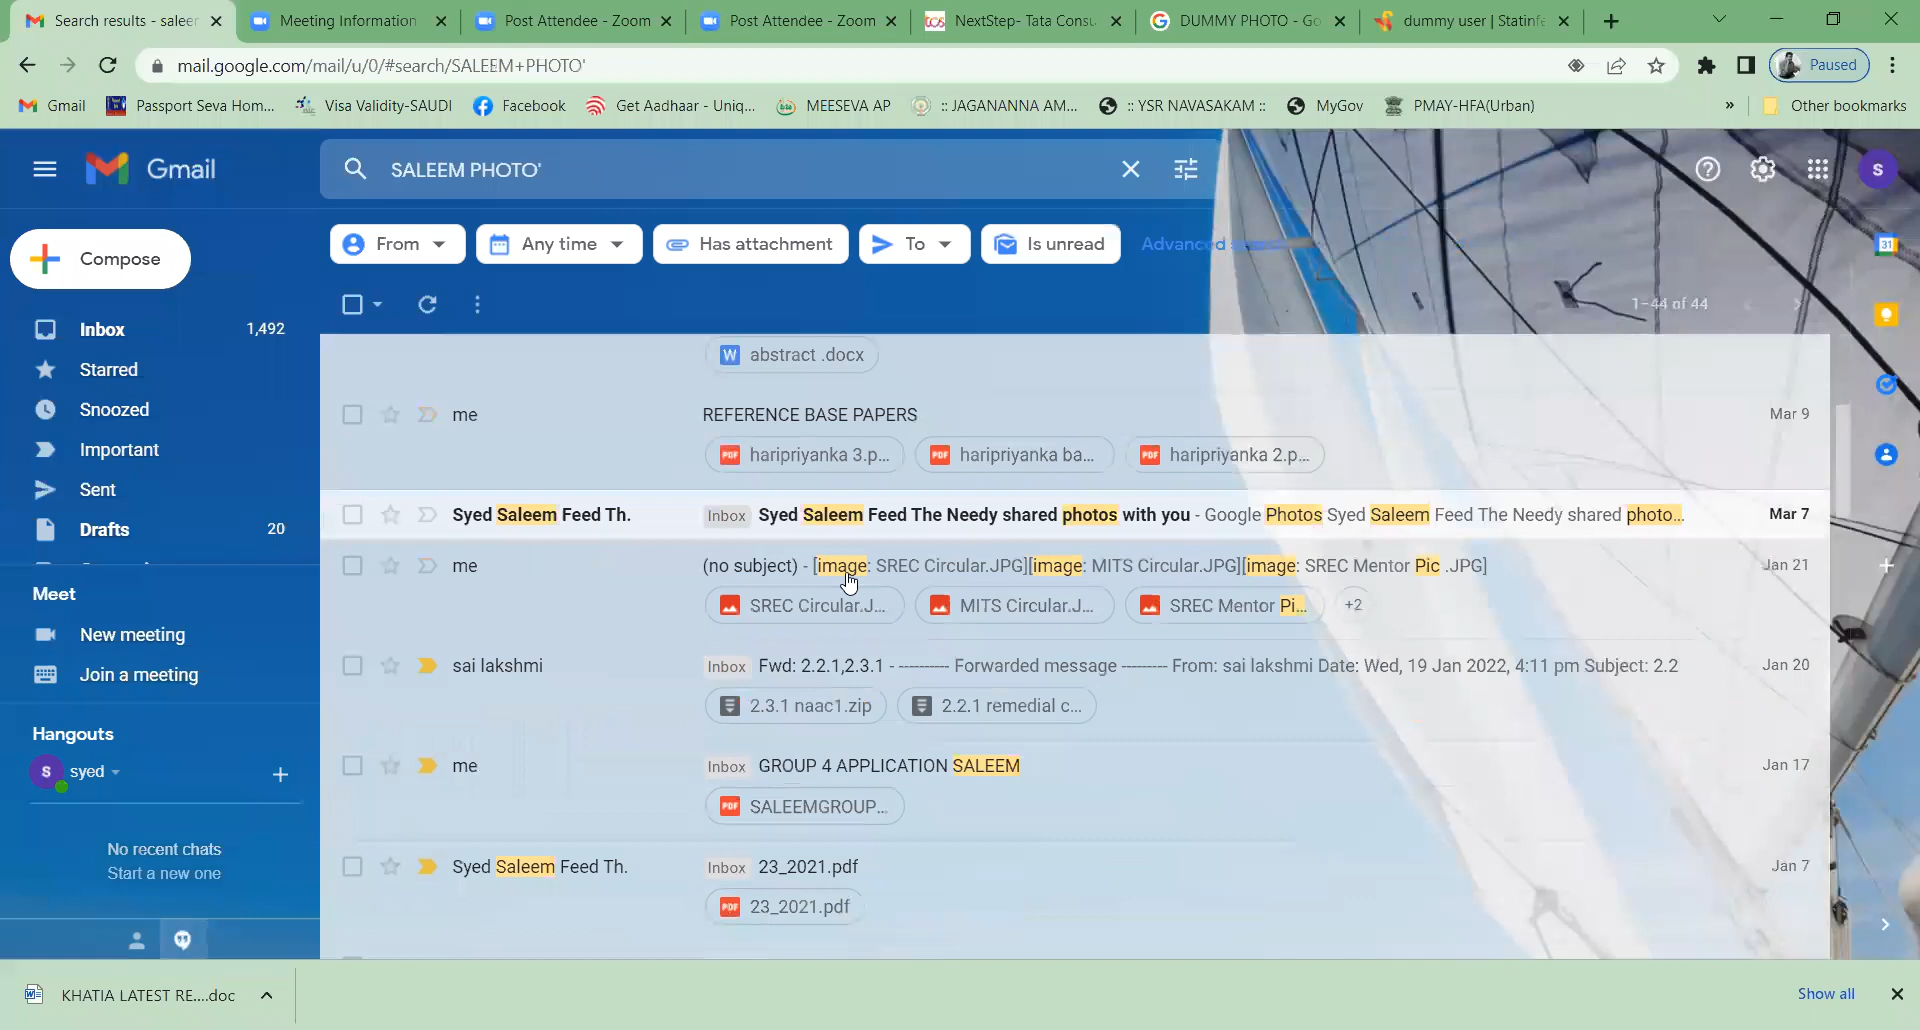 Search results - saleer
Meeting Information
Post Attendee - Zoom
Post Attendee - Zoom
NextStep- Tata Consu
DUMMY PHOTO - Go
dummy user | Statinfe
mail.google.com/mail/u/0/#search/SALEEM+PHOTO'
Paused
Gmail
Passport Seva Hom...
Visa Validity-SAUDI
Facebook
Get Aadhaar - Uniq...
MEESEVA AP
:: JAGANANNA AM...
:: YSR NAVASAKAM ::
MyGov
PMAY-HFA(Urban)
»
Other bookmarks
Gmail
SALEEM PHOTO'
S
Compose
From
Any time
Has attachment
To
Is unread
Advanced
31
1–44 of 44
Inbox 1,492
Starred
Snoozed
Important
Sent
Drafts 20
W abstract .docx
me REFERENCE BASE PAPERS Mar 9
PDF haripriyanka 3.p... PDF haripriyanka ba... PDF haripriyanka 2.p...
Syed Saleem Feed Th. Inbox Syed Saleem Feed The Needy shared photos with you - Google Photos Syed Saleem Feed The Needy shared photo... Mar 7
me (no subject) - [image: SREC Circular.JPG][image: MITS Circular.JPG][image: SREC Mentor Pic .JPG] Jan 21
SREC Circular.J... MITS Circular.J... SREC Mentor Pi... +2
sai lakshmi Inbox Fwd: 2.2.1,2.3.1 - ---------- Forwarded message --------- From: sai lakshmi Date: Wed, 19 Jan 2022, 4:11 pm Subject: 2.2 Jan 20
2.3.1 naac1.zip 2.2.1 remedial c...
me Inbox GROUP 4 APPLICATION SALEEM Jan 17
PDF SALEEMGROUP...
Syed Saleem Feed Th. Inbox 23_2021.pdf Jan 7
PDF 23_2021.pdf
Meet
New meeting
Join a meeting
Hangouts
S syed
No recent chats
Start a new one
KHATIA LATEST RE....doc
Show all